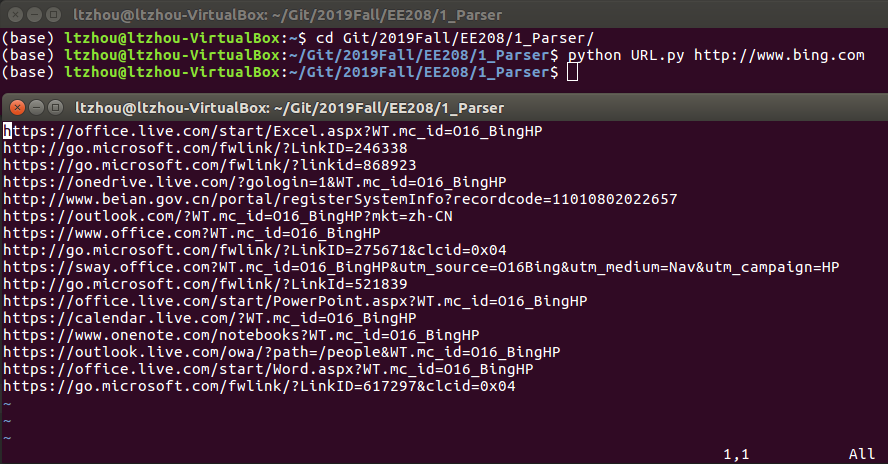 ltzhou@ltzhou-VirtualBox: ~/Git/2019Fall/EE208/1_Parser
(base) ltzhou@ltzhou-VirtualBox:~$ cd Git/2019Fall/EE208/1_Parser/
(base) ltzhou@ltzhou-VirtualBox:~/Git/2019Fall/EE208/1_Parser$ python URL.py http://www.bing.com
(base) ltzhou@ltzhou-VirtualBox:~/Git/2019Fall/EE208/1_Parser$
ltzhou@ltzhou-VirtualBox: ~/Git/2019Fall/EE208/1_Parser
https://office.live.com/start/Excel.aspx?WT.mc_id=O16_BingHP
http://go.microsoft.com/fwlink/?LinkID=246338
https://go.microsoft.com/fwlink/?linkid=868923
https://onedrive.live.com/?gologin=1&WT.mc_id=O16_BingHP
http://www.beian.gov.cn/portal/registerSystemInfo?recordcode=11010802022657
https://outlook.com/?WT.mc_id=O16_BingHP?mkt=zh-CN
https://www.office.com?WT.mc_id=O16_BingHP
http://go.microsoft.com/fwlink/?LinkID=275671&clcid=0x04
https://sway.office.com?WT.mc_id=O16_BingHP&utm_source=O16Bing&utm_medium=Nav&utm_campaign=HP
http://go.microsoft.com/fwlink/?LinkId=521839
https://office.live.com/start/PowerPoint.aspx?WT.mc_id=O16_BingHP
https://calendar.live.com/?WT.mc_id=O16_BingHP
https://www.onenote.com/notebooks?WT.mc_id=O16_BingHP
https://outlook.live.com/owa/?path=/people&WT.mc_id=O16_BingHP
https://office.live.com/start/Word.aspx?WT.mc_id=O16_BingHP
https://go.microsoft.com/fwlink/?LinkID=617297&clcid=0x04
~
~
~
1,1 All